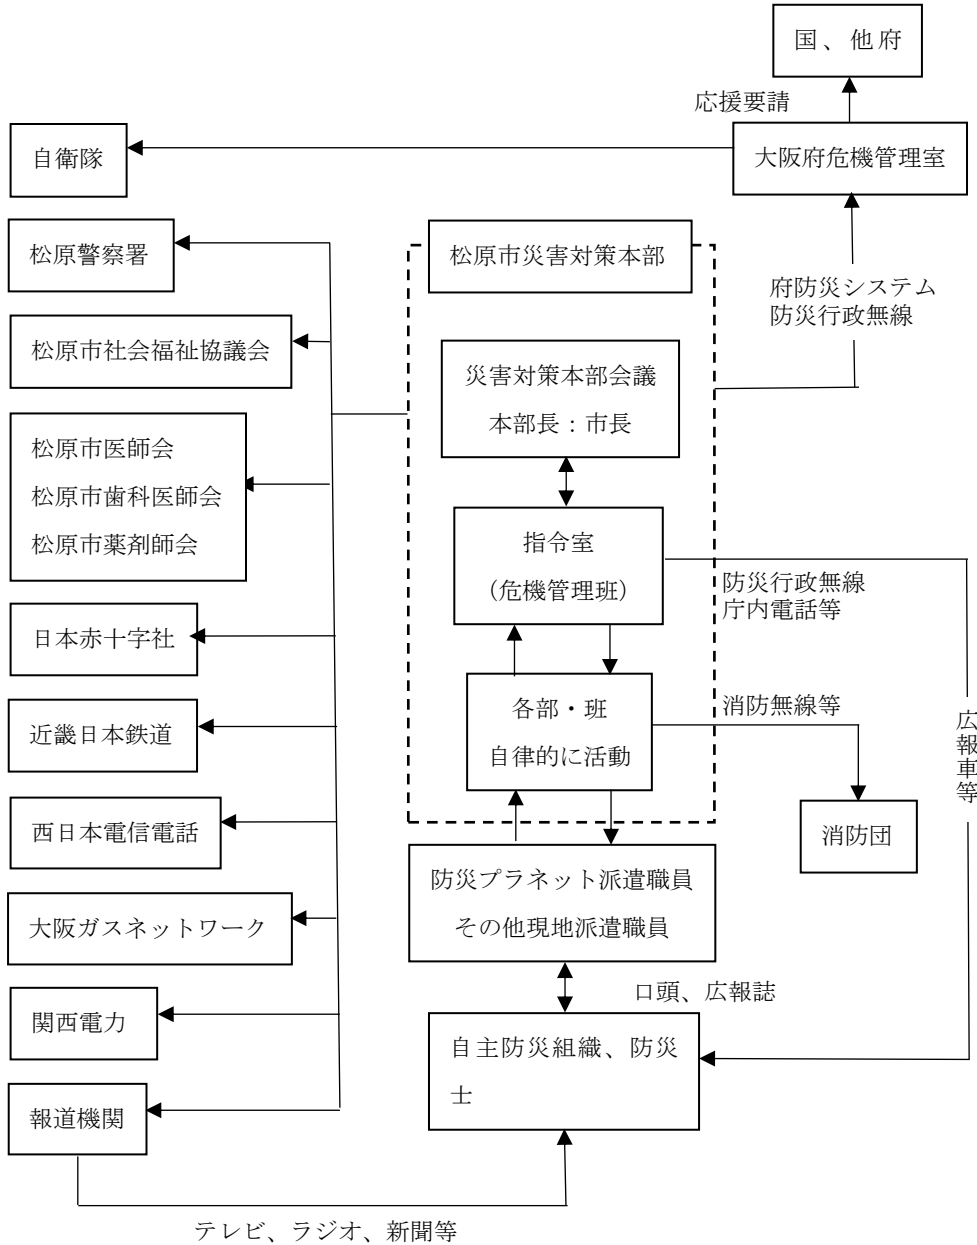 国、他府
応援要請
自衛隊
大阪府危機管理室
松原警察署
松原市災害対策本部
府防災システム
防災行政無線
松原市社会福祉協議会
災害対策本部会議
本部長：市長
松原市医師会
松原市歯科医師会
松原市薬剤師会
指令室
（危機管理班）
防災行政無線
庁内電話等
日本赤十字社
近畿日本鉄道
各部・班
自律的に活動
消防無線等
広報車等
西日本電信電話
消防団
防災プラネット派遣職員
その他現地派遣職員
大阪ガスネットワーク
口頭、広報誌
関西電力
自主防災組織、防災
士
報道機関
テレビ、ラジオ、新聞等